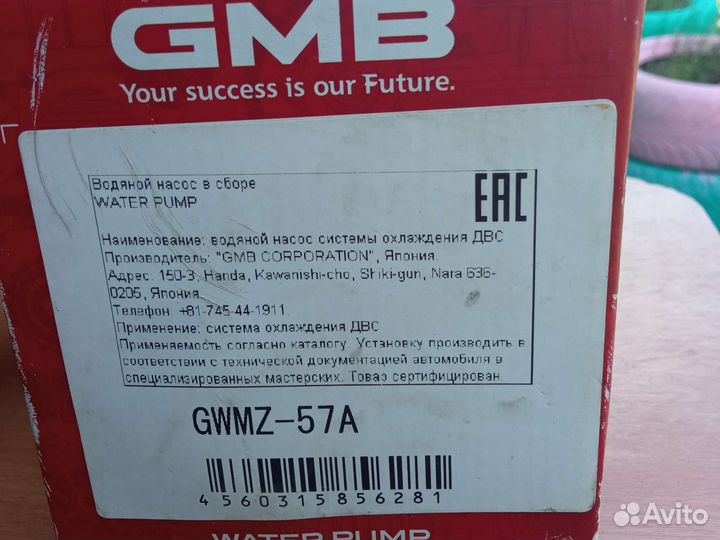 GMB
Your success is our Future.
Водяной насос в сборе
WATER PUMP
EAC
Наименование: водяной насос системы охлаждения ДВС
Производитель: "GMB CORPORATION", Япония.
Адрес: 150-3, Handa, Kawanishi-cho, Shiki-gun, Nara 636-
0205, Япония.
Телефон: +81-745-44-1911.
Применение: система охлаждения ДВС
Применяемость согласно каталогу. Установку производить в
соответствии с технической документацией автомобиля в
специализированных мастерских. Товар сертифицирован
GWMZ-57A
4560315856281
WATER PUMP
Avito